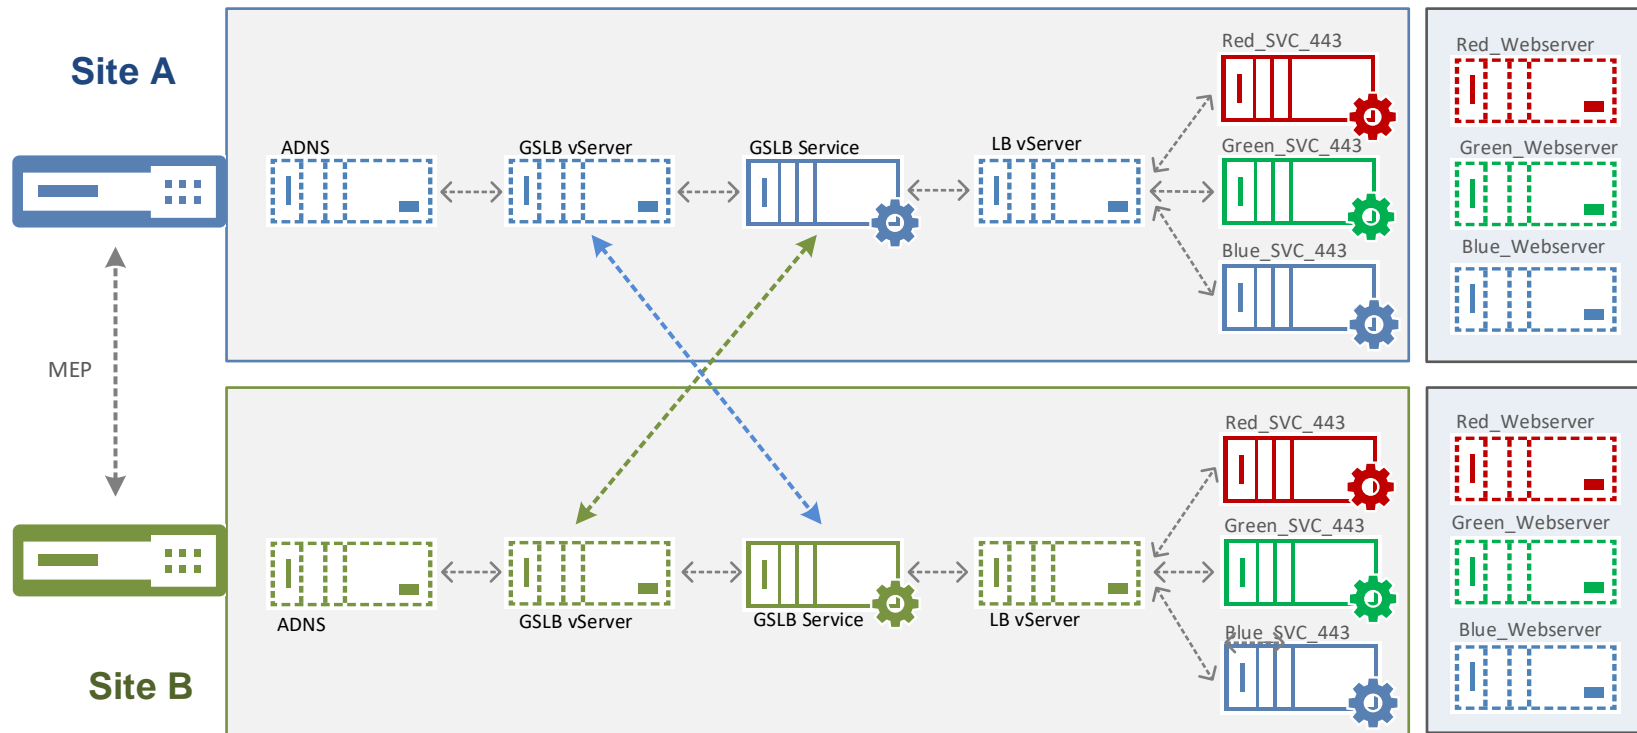 Site A
ADNS
GSLB vServer
GSLB Service
LB vServer
Red_SVC_443
Green_SVC_443
Blue_SVC_443
Red_Webserver
Green_Webserver
Blue_Webserver
MEP
Site B
ADNS
GSLB vServer
GSLB Service
LB vServer
Red_SVC_443
Green_SVC_443
Blue_SVC_443
Red_Webserver
Green_Webserver
Blue_Webserver